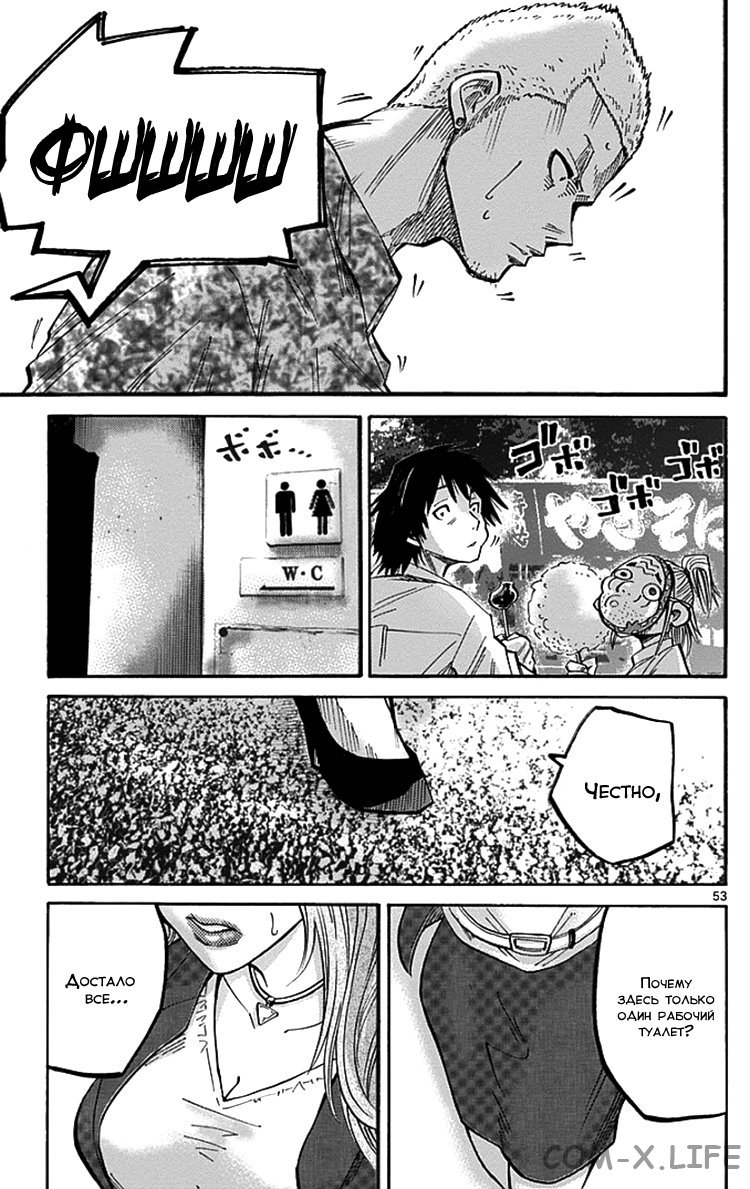 ФШШШШ
ゴボ
ゴボ
ゴボ
やきそば
ボボ...
W・C
Честно,
53
Почему
здесь только
один рабочий
туалет?
Достало
все...
COM-X.LIFE